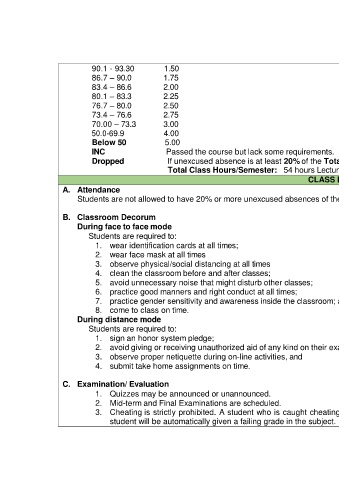 90.1 - 93.30 1.50
86.7 – 90.0 1.75
83.4 – 86.6 2.00
80.1 – 83.3 2.25
76.7 – 80.0 2.50
73.4 – 76.6 2.75
70.00 – 73.3 3.00
50.0-69.9 4.00
Below 50 5.00
INC Passed the course but lack some requirements.
Dropped If unexcused absence is at least 20% of the Tota
Total Class Hours/Semester: 54 hours Lectur
CLASS
A. Attendance
Students are not allowed to have 20% or more unexcused absences of the
B. Classroom Decorum
During face to face mode
Students are required to:
1. wear identification cards at all times;
2. wear face mask at all times
3. observe physical/social distancing at all times
4. clean the classroom before and after classes;
5. avoid unnecessary noise that might disturb other classes;
6. practice good manners and right conduct at all times;
7. practice gender sensitivity and awareness inside the classroom;
8. come to class on time.
During distance mode
Students are required to:
1. sign an honor system pledge;
2. avoid giving or receiving unauthorized aid of any kind on their exa
3. observe proper netiquette during on-line activities, and
4. submit take home assignments on time.
C. Examination/ Evaluation
1. Quizzes may be announced or unannounced.
2. Mid-term and Final Examinations are scheduled.
3. Cheating is strictly prohibited. A student who is caught cheating
student will be automatically given a failing grade in the subject.